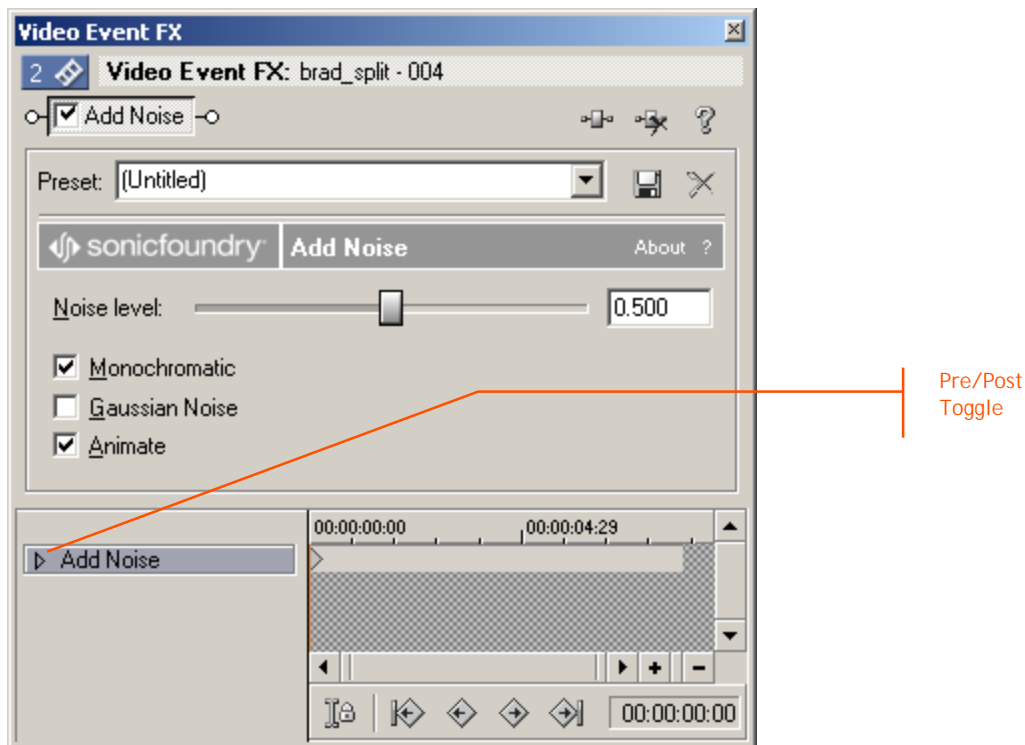 Video Event FX
2 Video Event FX: brad_split - 004
Add Noise
Preset: (Untitled)
sonicfoundry Add Noise About ?
Noise level: 0.500
Monochromatic
Gaussian Noise
Animate
Pre/Post
Toggle
00:00:00:00 00:00:04:29
Add Noise
00:00:00:00